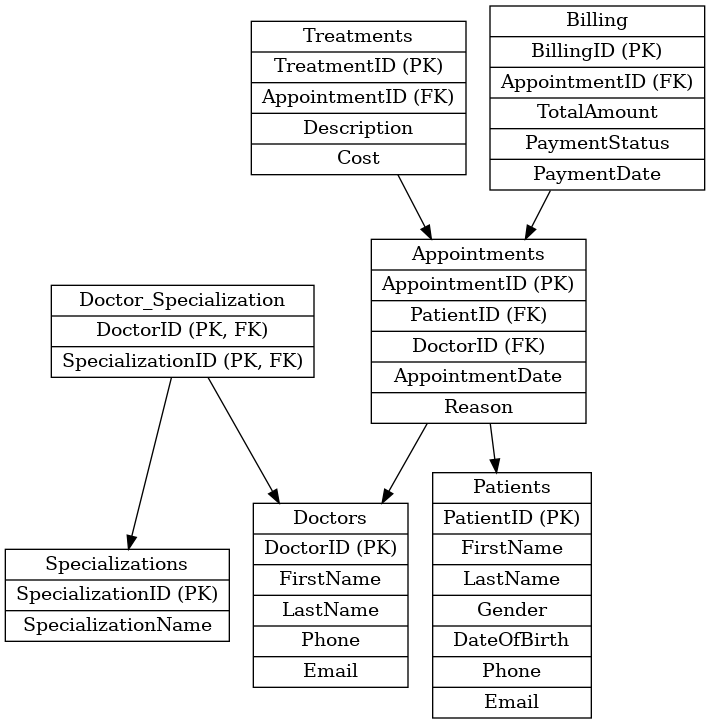 Treatments
TreatmentID (PK)
AppointmentID (FK)
Description
Cost
Billing
BillingID (PK)
AppointmentID (FK)
TotalAmount
PaymentStatus
PaymentDate
Appointments
AppointmentID (PK)
PatientID (FK)
DoctorID (FK)
AppointmentDate
Reason
Doctor_Specialization
DoctorID (PK, FK)
SpecializationID (PK, FK)
Specializations
SpecializationID (PK)
SpecializationName
Doctors
DoctorID (PK)
FirstName
LastName
Phone
Email
Patients
PatientID (PK)
FirstName
LastName
Gender
DateOfBirth
Phone
Email